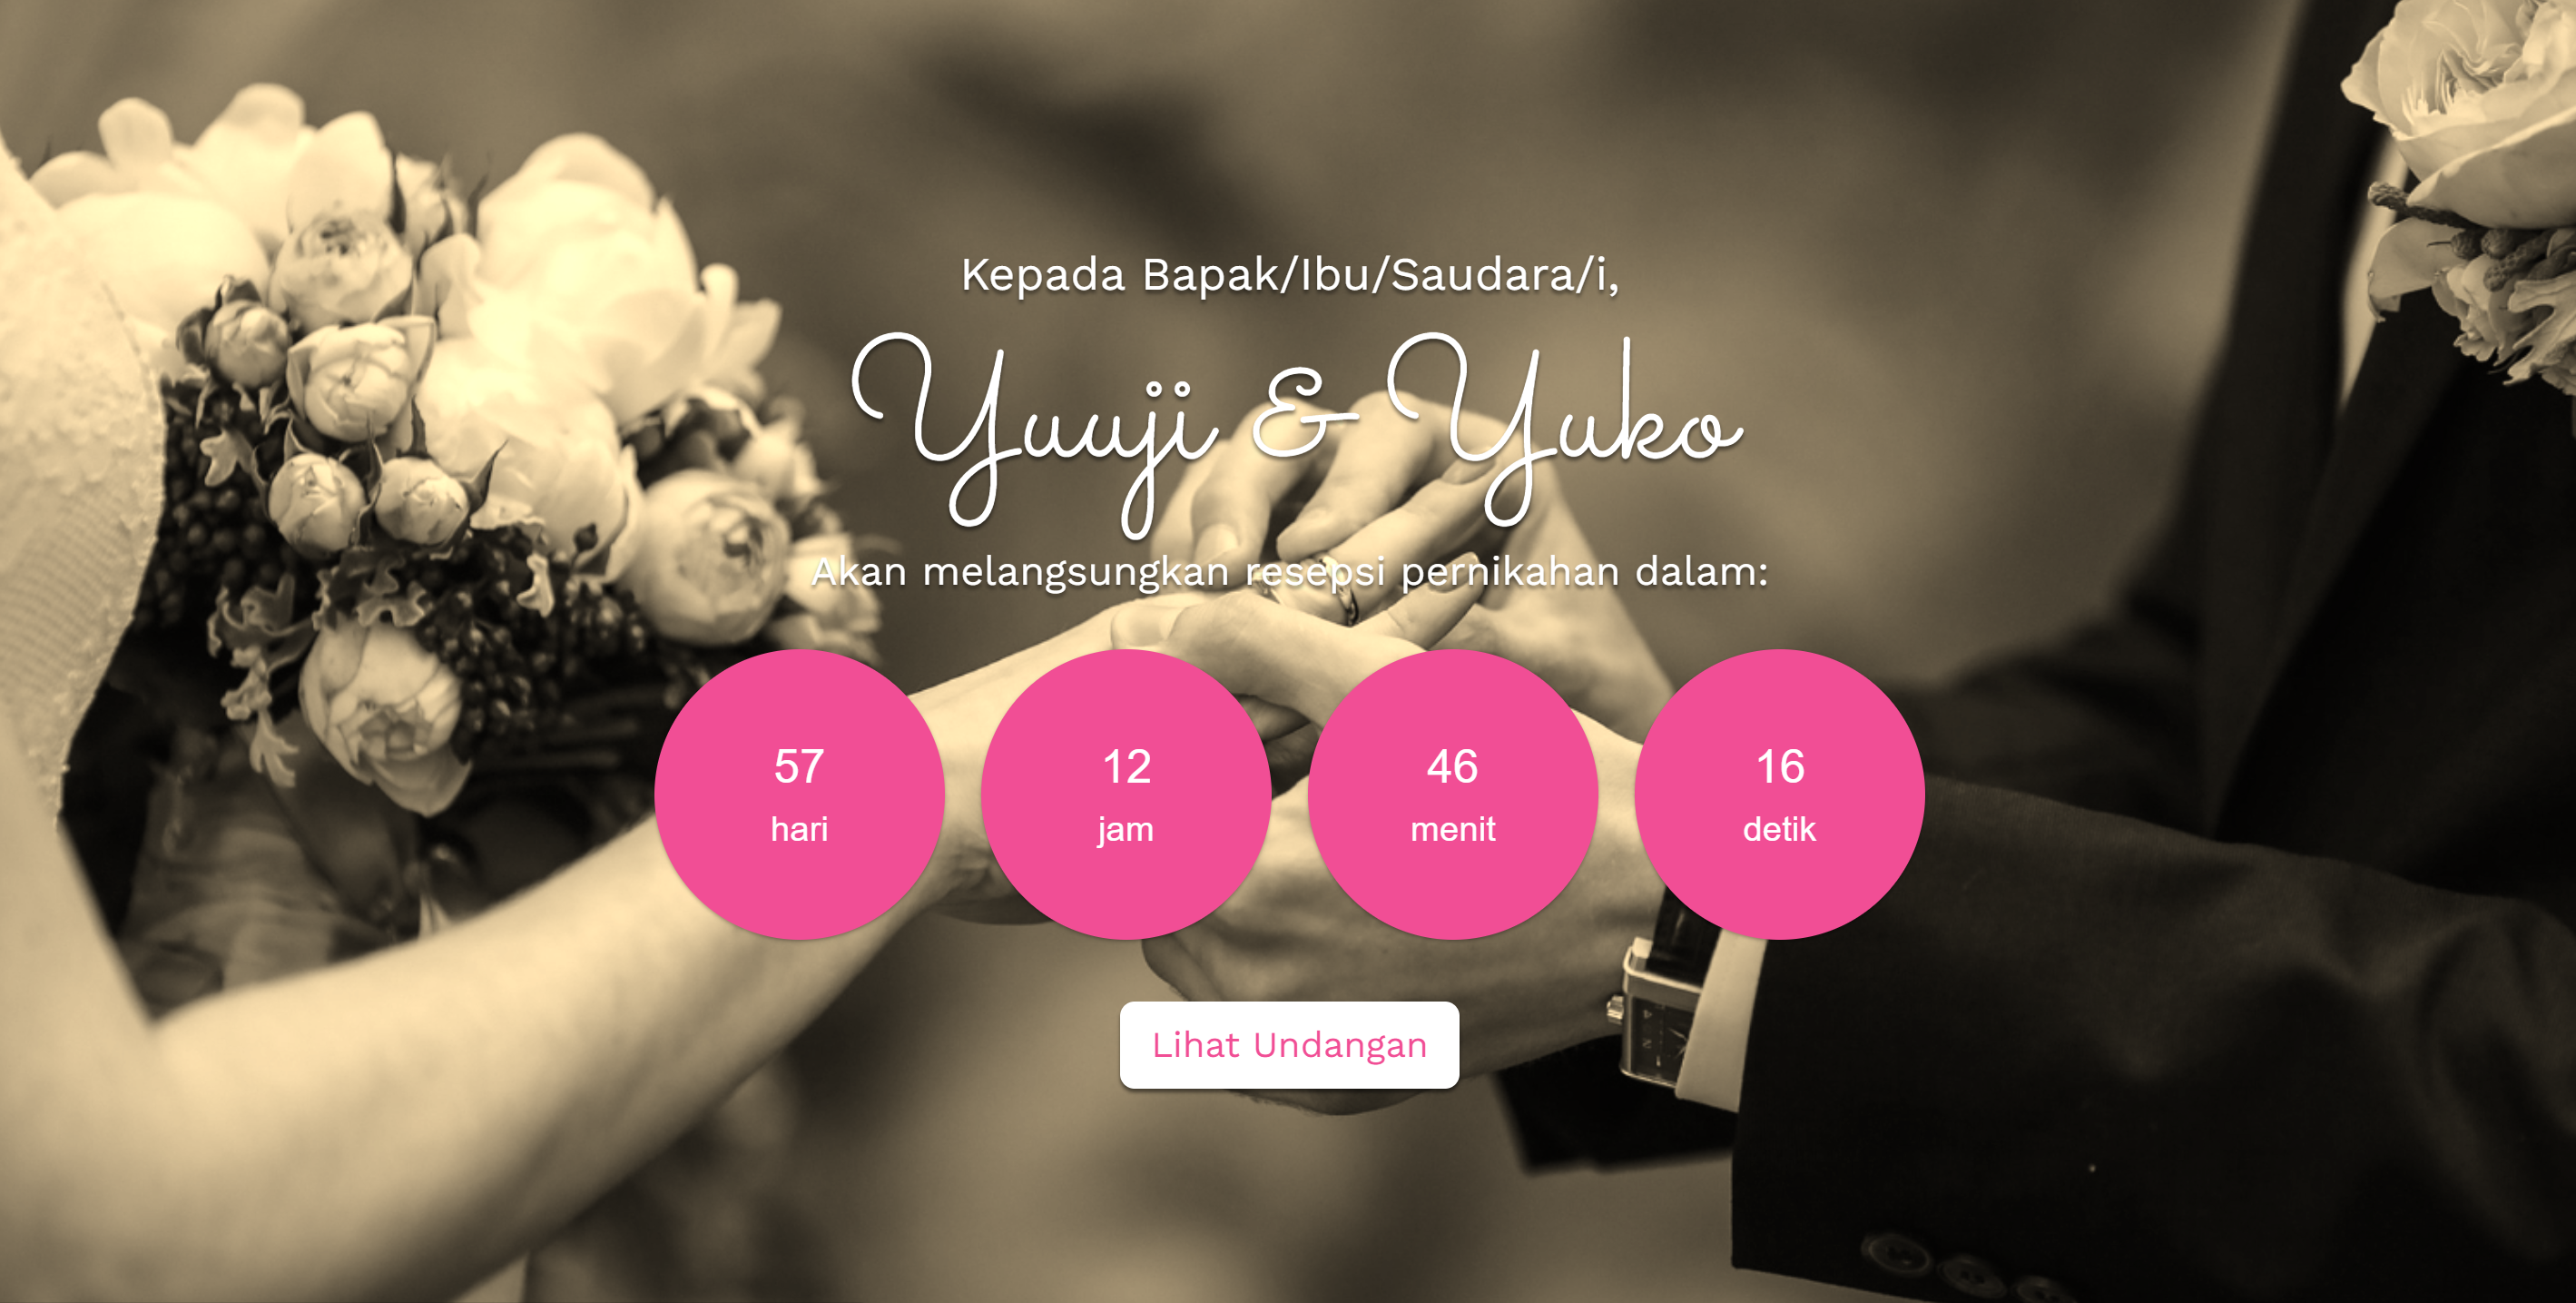 Kepada Bapak/Ibu/Saudara/i,
Yuuji & Yuko
Akan melangsungkan resepsi pernikahan dalam:
57 12 46 16
hari jam menit detik
Lihat Undangan